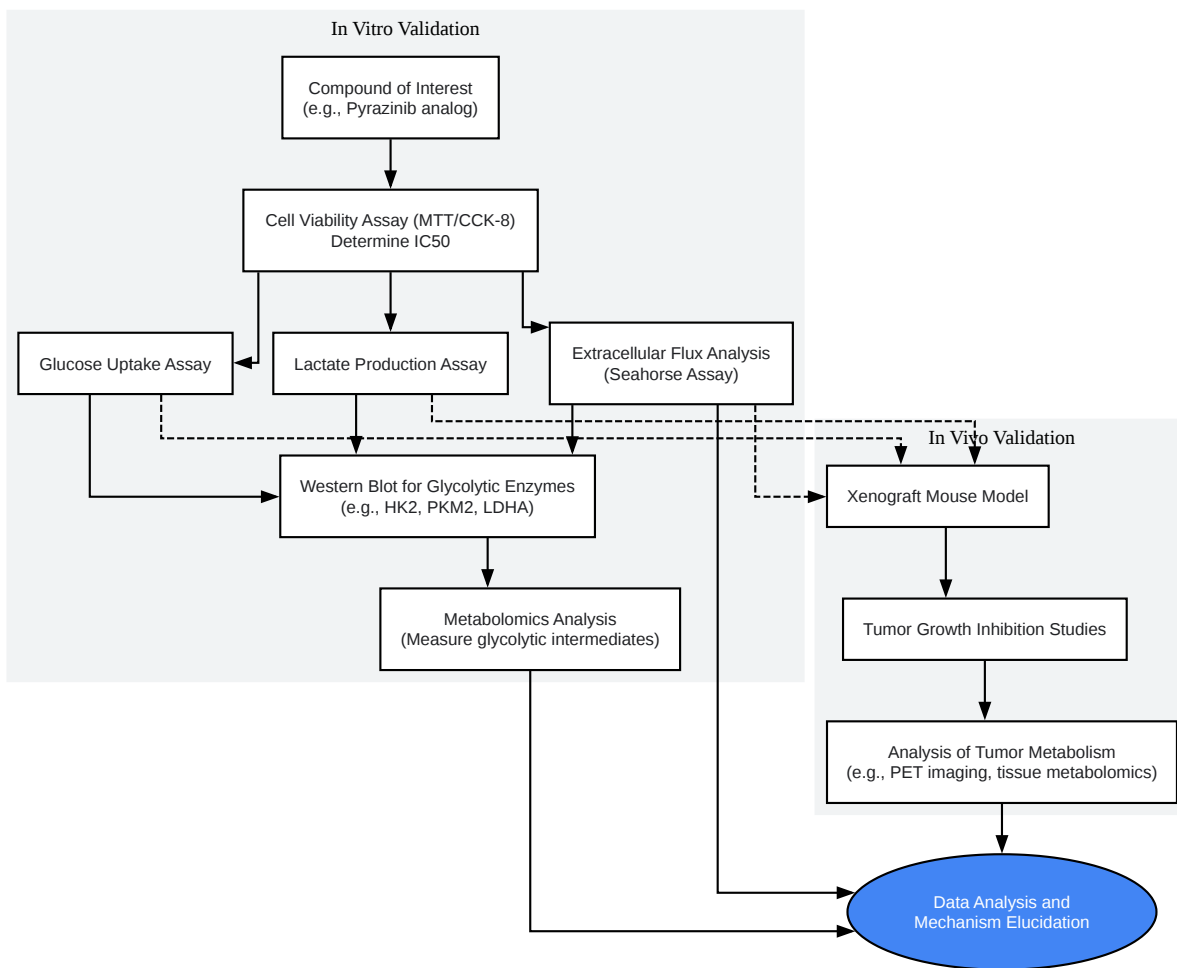 In Vitro Validation
Compound of Interest
(e.g., Pyrazinib analog)
Cell Viability Assay (MTT/CCK-8)
Determine IC50
Glucose Uptake Assay
Lactate Production Assay
Extracellular Flux Analysis
(Seahorse Assay)
In Vivo Validation
Western Blot for Glycolytic Enzymes
(e.g., HK2, PKM2, LDHA)
Xenograft Mouse Model
Metabolomics Analysis
(Measure glycolytic intermediates)
Tumor Growth Inhibition Studies
Analysis of Tumor Metabolism
(e.g., PET imaging, tissue metabolomics)
Data Analysis and
Mechanism Elucidation